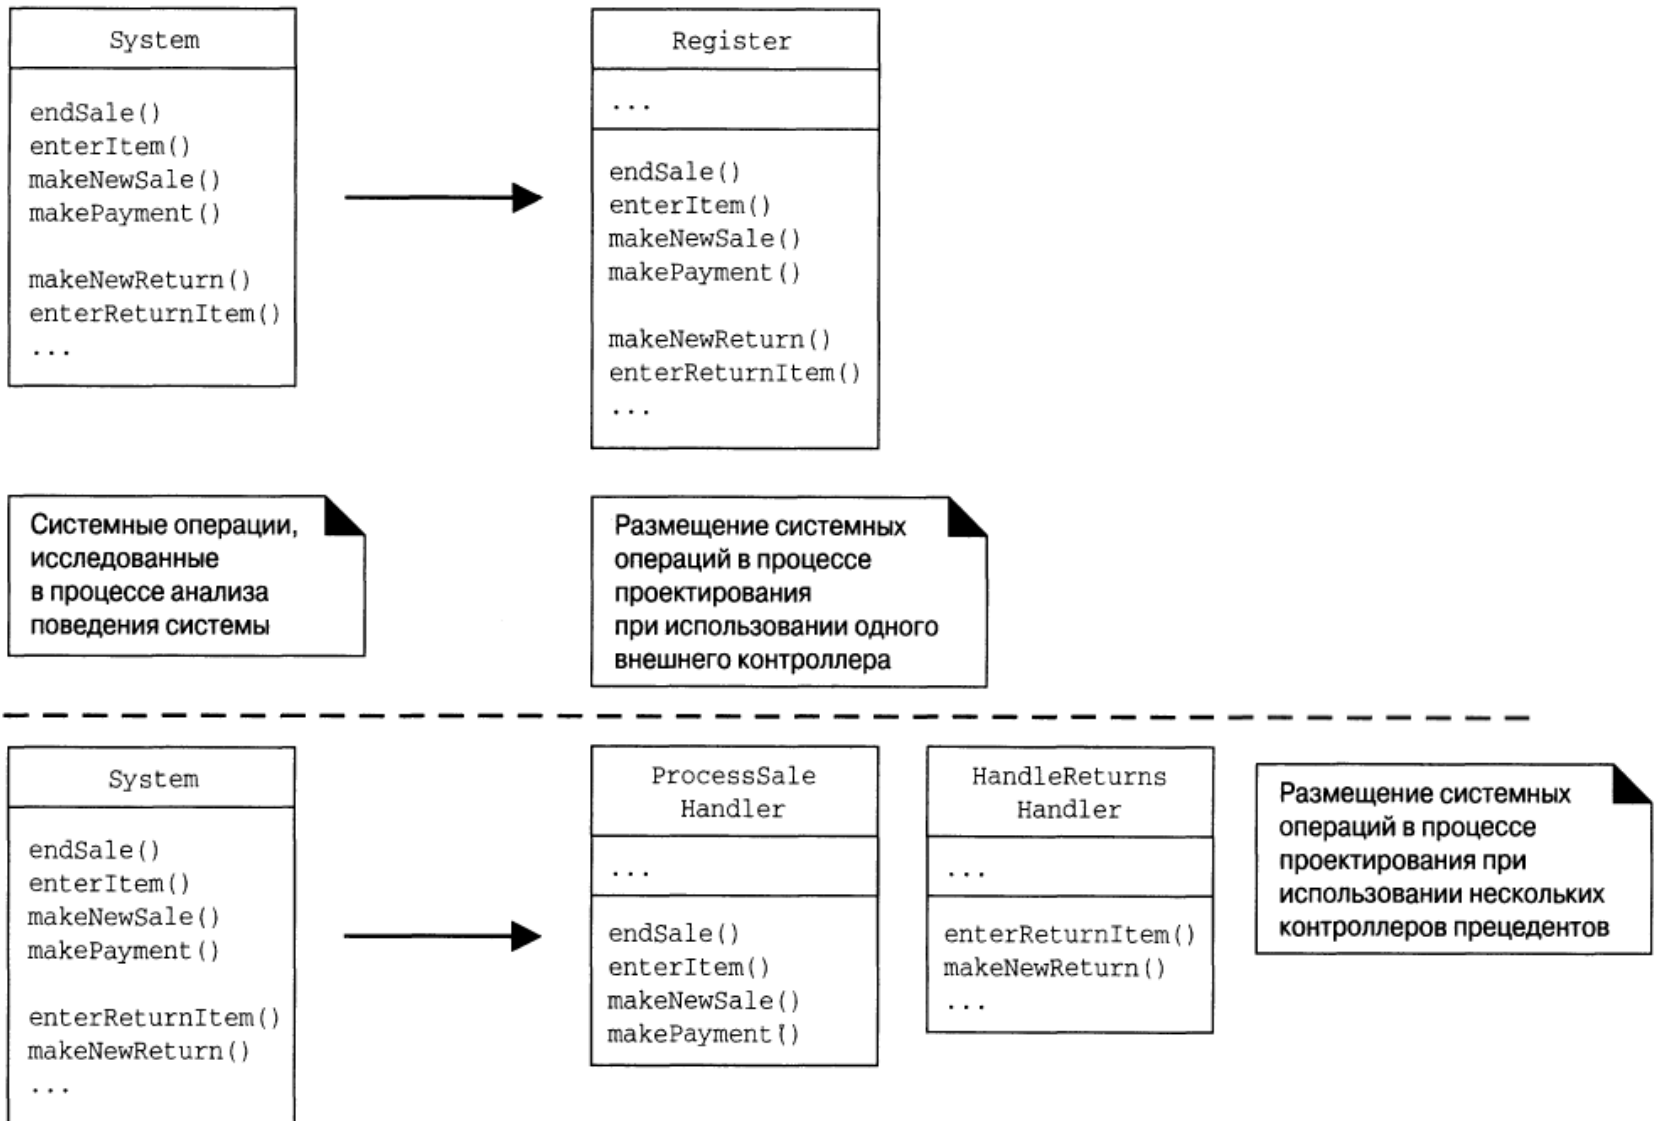 System
endSale()
enterItem()
makeNewSale()
makePayment()
makeNewReturn()
enterReturnItem()
...
Register
...
endSale()
enterItem()
makeNewSale()
makePayment()
makeNewReturn()
enterReturnItem()
...
Системные операции,
исследованные
в процессе анализа
поведения системы
Размещение системных
операций в процессе
проектирования
при использовании одного
внешнего контроллера
System
endSale()
enterItem()
makeNewSale()
makePayment()
enterReturnItem()
makeNewReturn()
...
ProcessSale
Handler
...
endSale()
enterItem()
makeNewSale()
makePayment()
HandleReturns
Handler
...
enterReturnItem()
makeNewReturn()
...
Размещение системных
операций в процессе
проектирования при
использовании нескольких
контроллеров прецедентов